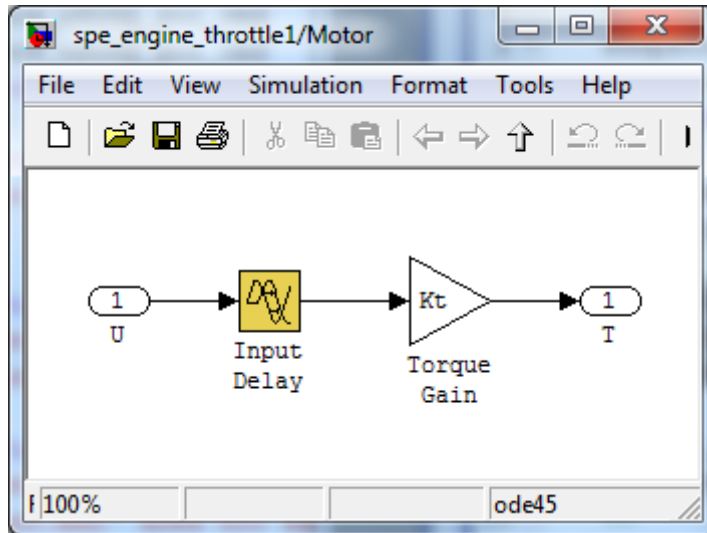 spe_engine_throttle1/Motor
File Edit View Simulation Format Tools Help
1
U
Input
Delay
Kt
Torque
Gain
1
T
100%
ode45